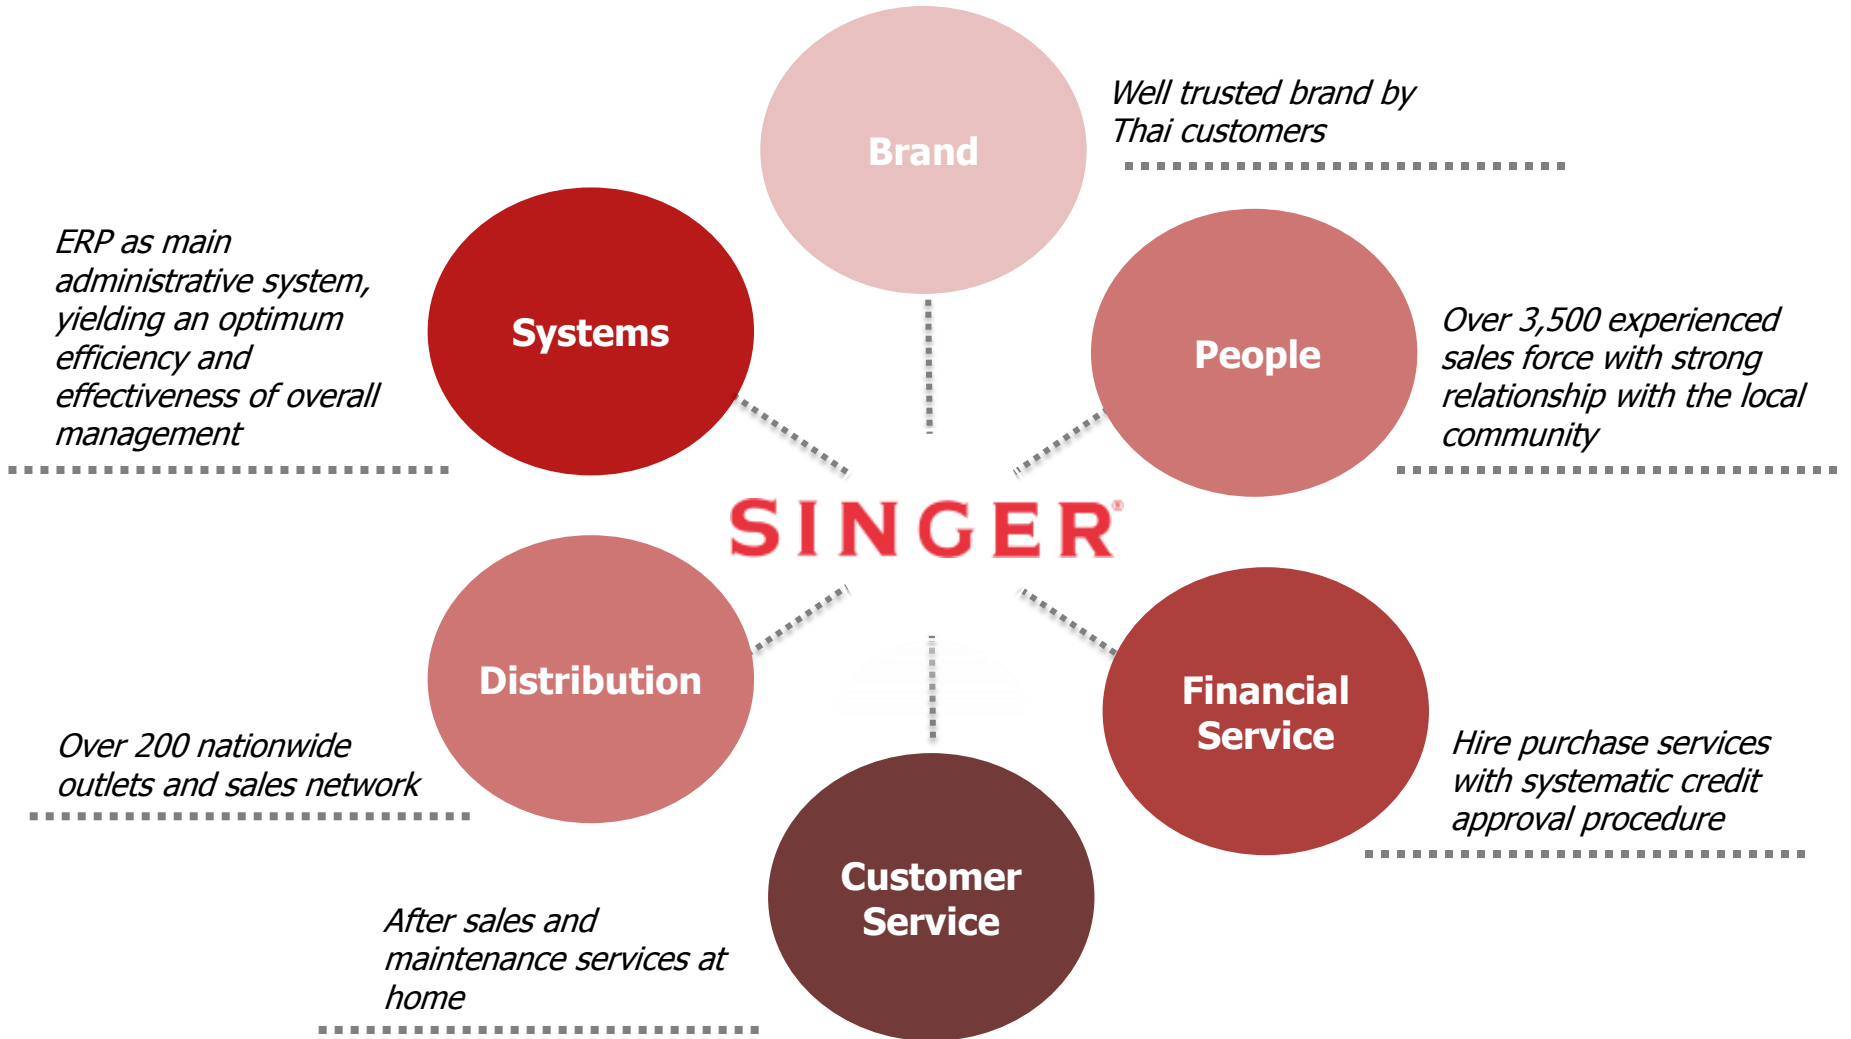 Brand
Well trusted brand by
Thai customers
Systems
ERP as main
administrative system,
yielding an optimum
efficiency and
effectiveness of overall
management
People
Over 3,500 experienced
sales force with strong
relationship with the local
community
SINGER®
Distribution
Over 200 nationwide
outlets and sales network
Financial
Service
Hire purchase services
with systematic credit
approval procedure
Customer
Service
After sales and
maintenance services at
home